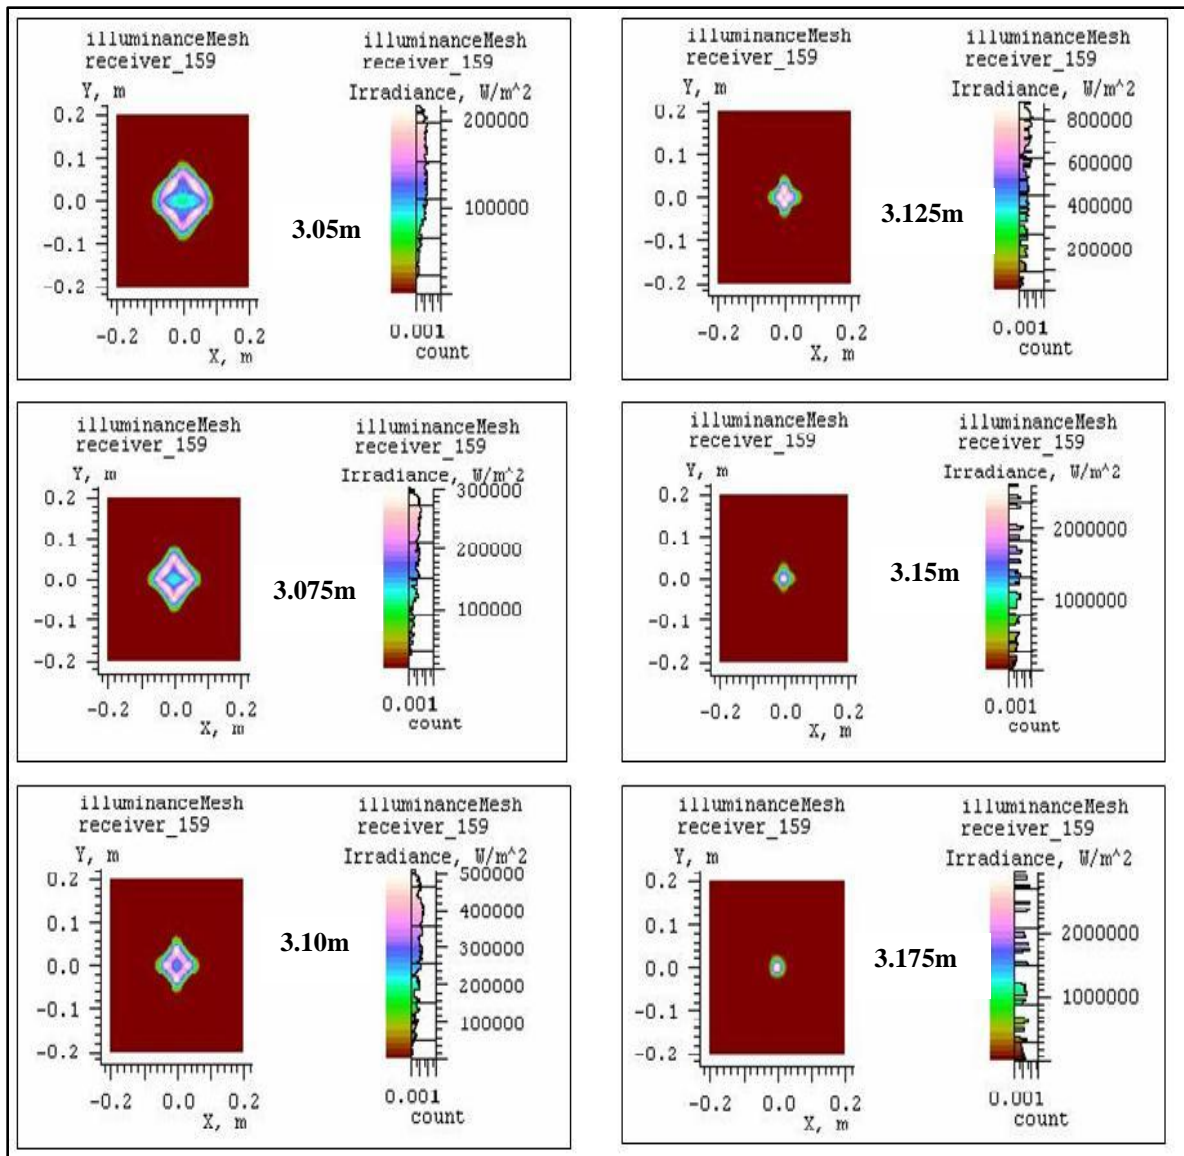 illuminanceMesh
receiver_159
Y, m
0.2
0.1
0.0
-0.1
-0.2
-0.2 0.0 0.2
X, m
3.05m
illuminanceMesh
receiver_159
Irradiance, W/m^2
200000
100000
0.001
count
illuminanceMesh
receiver_159
Y, m
0.2
0.1
0.0
-0.1
-0.2
-0.2 0.0 0.2
X, m
3.125m
illuminanceMesh
receiver_159
Irradiance, W/m^2
800000
600000
400000
200000
0.001
count
illuminanceMesh
receiver_159
Y, m
0.2
0.1
0.0
-0.1
-0.2
-0.2 0.0 0.2
X, m
3.075m
illuminanceMesh
receiver_159
Irradiance, W/m^2
300000
200000
100000
0.001
count
illuminanceMesh
receiver_159
Y, m
0.2
0.1
0.0
-0.1
-0.2
-0.2 0.0 0.2
X, m
3.15m
illuminanceMesh
receiver_159
Irradiance, W/m^2
2000000
1000000
0.001
count
illuminanceMesh
receiver_159
Y, m
0.2
0.1
0.0
-0.1
-0.2
-0.2 0.0 0.2
X, m
3.10m
illuminanceMesh
receiver_159
Irradiance, W/m^2
500000
400000
300000
200000
100000
0.001
count
illuminanceMesh
receiver_159
Y, m
0.2
0.1
0.0
-0.1
-0.2
-0.2 0.0 0.2
X, m
3.175m
illuminanceMesh
receiver_159
Irradiance, W/m^2
2000000
1000000
0.001
count